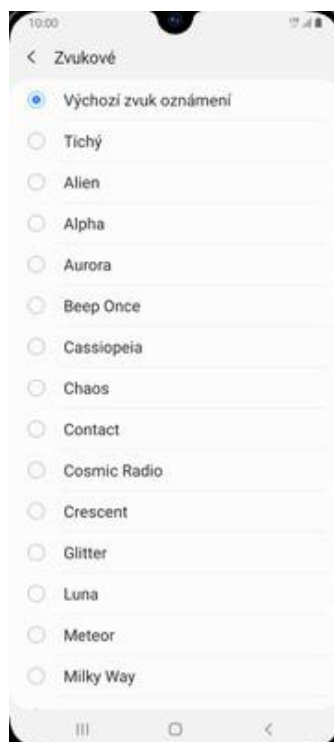 10:00
Zvukové
Výchozí zvuk oznámení
Tichý
Alien
Alpha
Aurora
Beep Once
Cassiopeia
Chaos
Contact
Cosmic Radio
Crescent
Glitter
Luna
Meteor
Milky Way